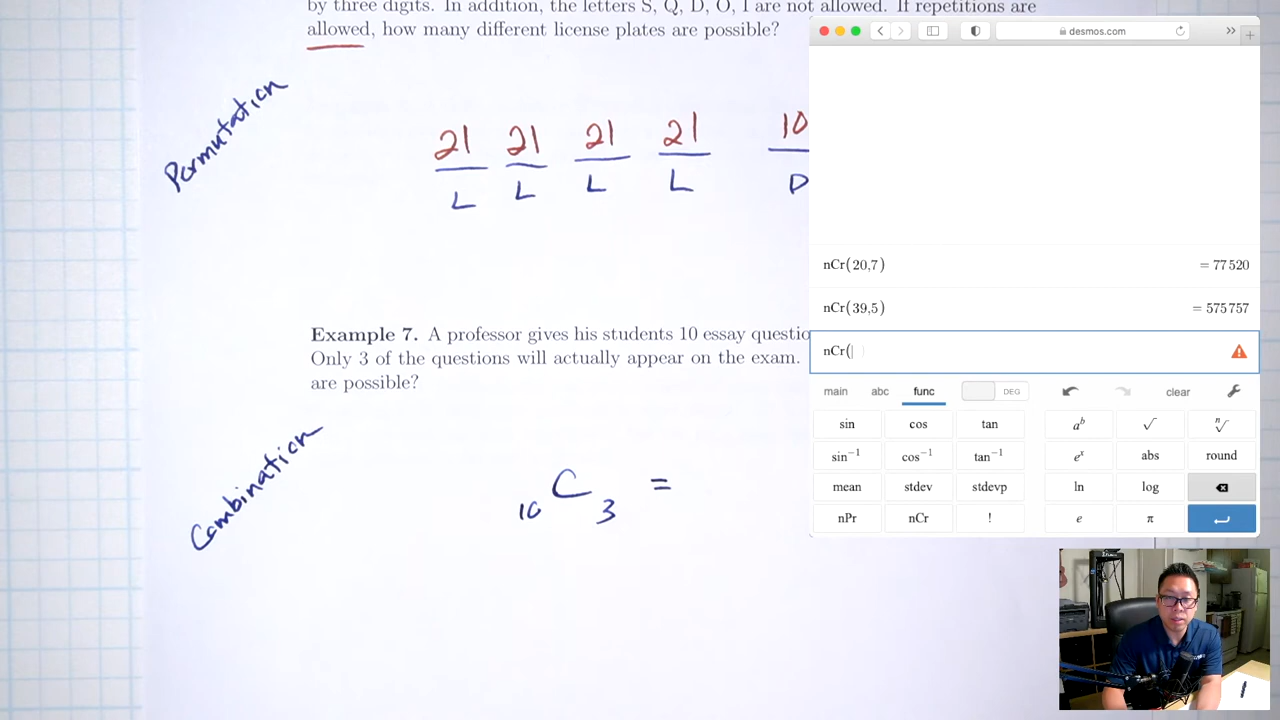 by three digits. In addition, the letters S, Q, D, O, I are not allowed. If repetitions are
allowed, how many different license plates are possible?
Permutation
21 21 21 21 10
L L L L D
Example 7. A professor gives his students 10 essay questio
Only 3 of the questions will actually appear on the exam.
are possible?
Combination
10 C 3 =
desmos.com
nCr(20,7) = 77520
nCr(39,5) = 575757
nCr(
main abc func DEG clear
sin cos tan aᵇ √ ⁿ√
sin⁻¹ cos⁻¹ tan⁻¹ eˣ abs round
mean stdev stdevp ln log
nPr nCr ! e π
1